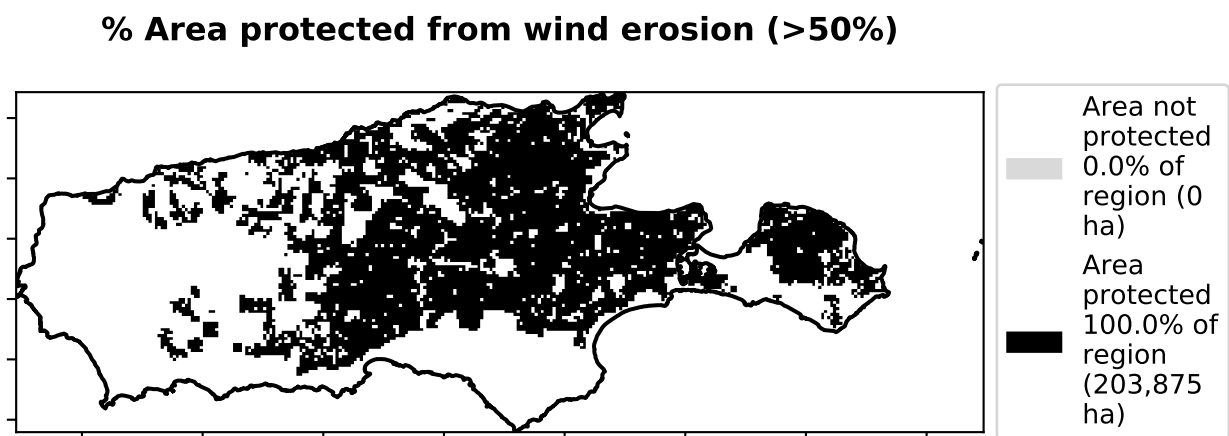 % Area protected from wind erosion (>50%)
Area not
protected
0.0% of
region (0
ha)
Area
protected
100.0% of
region
(203,875
ha)